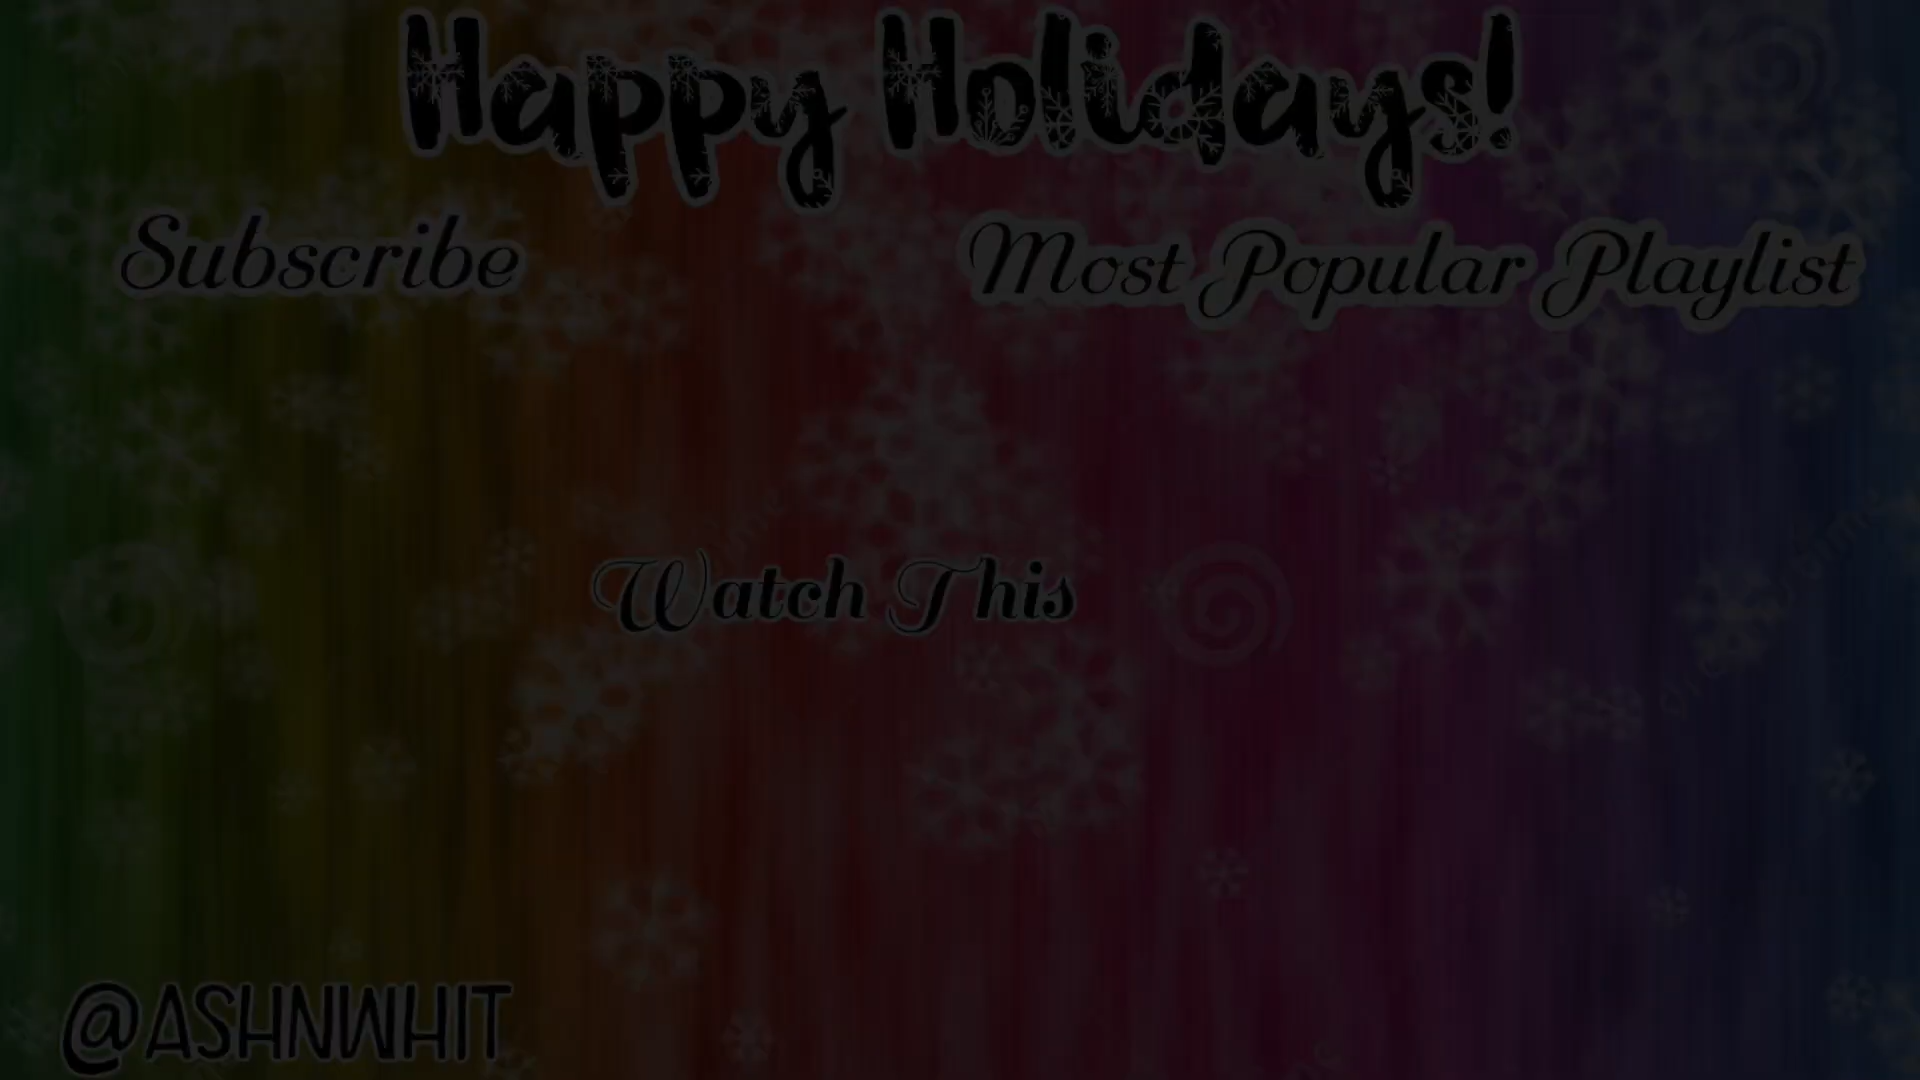 Happy Holidays!
Subscribe
Most Popular Playlist
Watch This
@ASHNWHIT